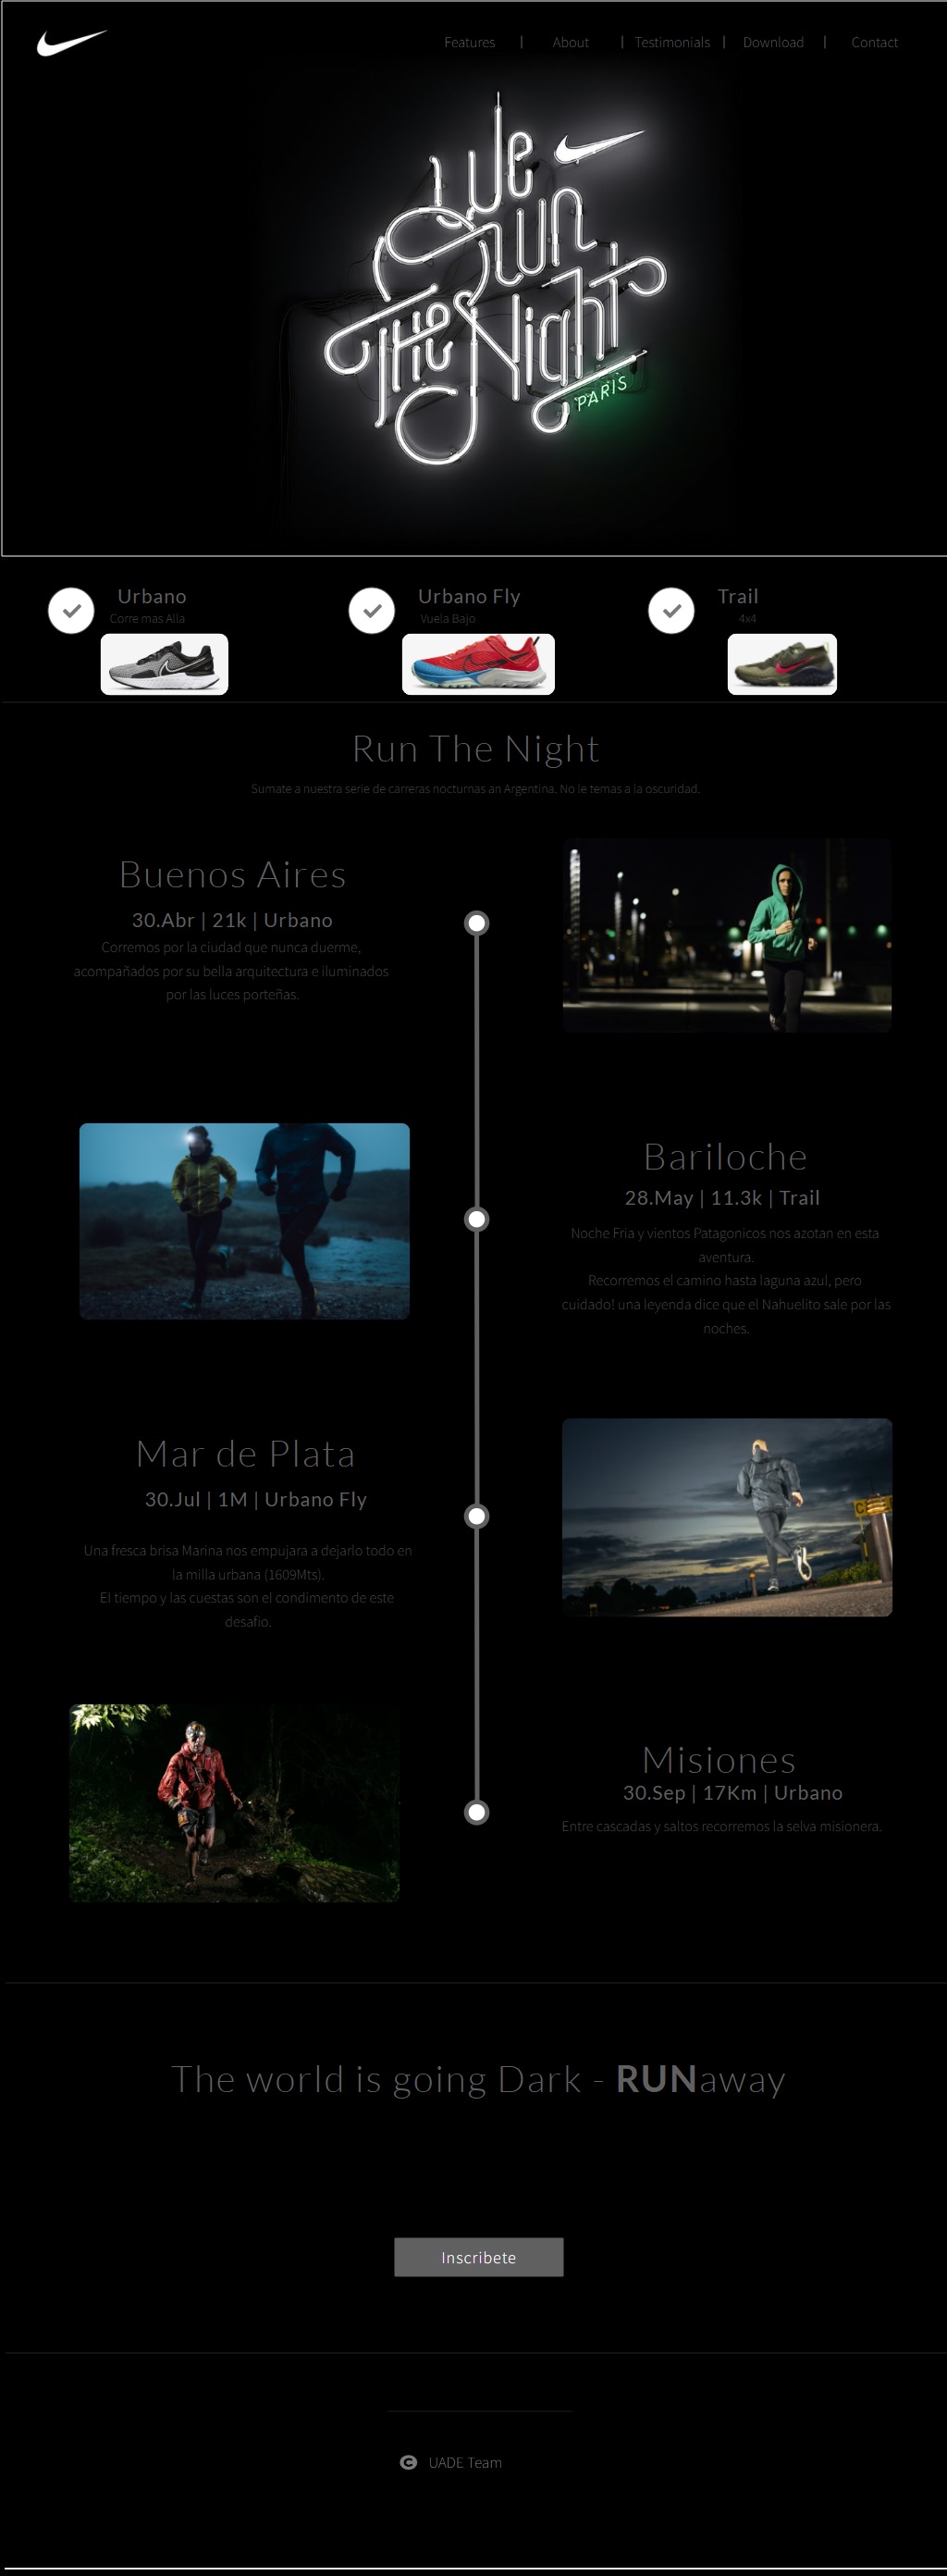 Features | About | Testimonials | Download | Contact
We
Run
The Night
PARIS
Urbano
Corre mas Alla
Urbano Fly
Vuela Bajo
Trail
4x4
Run The Night
Sumate a nuestra serie de carreras nocturnas an Argentina. No le temas a la oscuridad.
Buenos Aires
30.Abr | 21k | Urbano
Corremos por la ciudad que nunca duerme,
acompañados por su bella arquitectura e iluminados
por las luces porteñas.
Bariloche
28.May | 11.3k | Trail
Noche Fria y vientos Patagonicos nos azotan en esta
aventura.
Recorremos el camino hasta laguna azul, pero
cuidado! una leyenda dice que el Nahuelito sale por las
noches.
Mar de Plata
30.Jul | 1M | Urbano Fly
Una fresca brisa Marina nos empujara a dejarlo todo en
la milla urbana (1609Mts).
El tiempo y las cuestas son el condimento de este
desafio.
Misiones
30.Sep | 17Km | Urbano
Entre cascadas y saltos recorremos la selva misionera.
The world is going Dark - RUNaway
Inscribete
© UADE Team